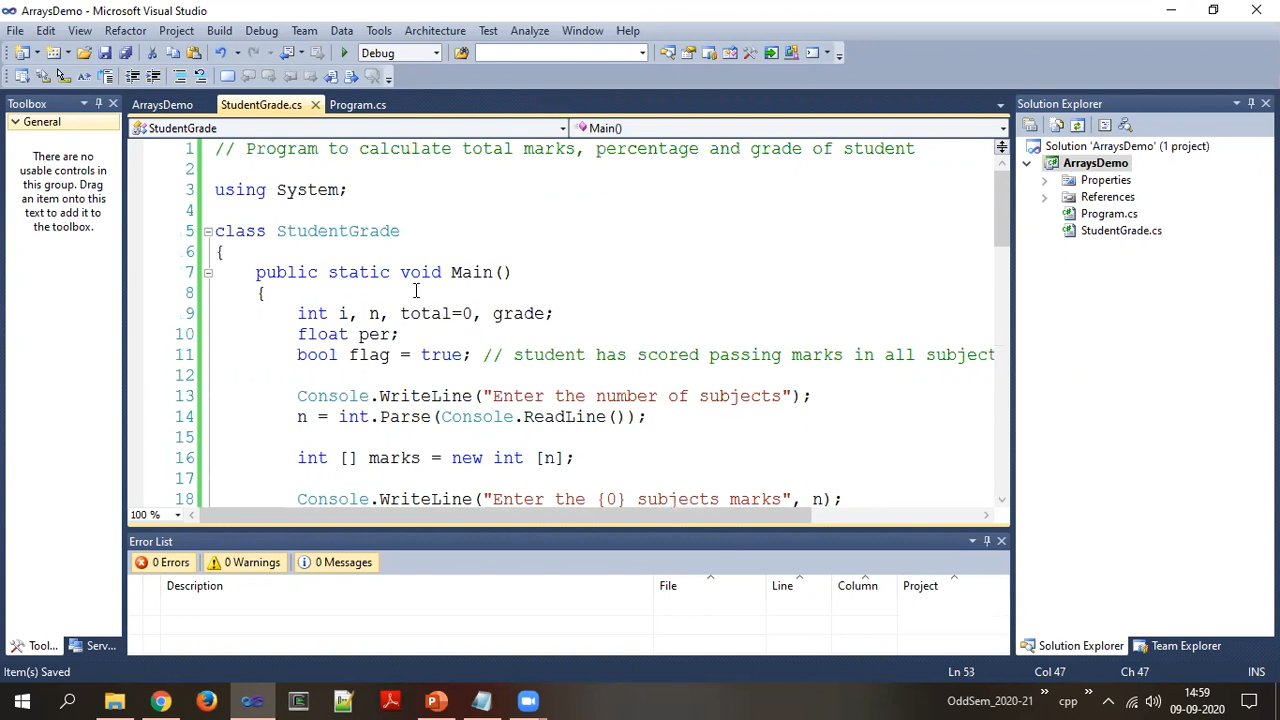 ArraysDemo - Microsoft Visual Studio
File Edit View Refactor Project Build Debug Team Data Tools Architecture Test Analyze Window Help
Debug
Toolbox
General
There are no
usable controls in
this group. Drag
an item onto this
text to add it to
the toolbox.
Tool...
Serv...
ArraysDemo StudentGrade.cs Program.cs
StudentGrade Main()
1 // Program to calculate total marks, percentage and grade of student
2
3 using System;
4
5 class StudentGrade
6 {
7 public static void Main()
8 {
9 int i, n, total=0, grade;
10 float per;
11 bool flag = true; // student has scored passing marks in all subject
12
13 Console.WriteLine("Enter the number of subjects");
14 n = int.Parse(Console.ReadLine());
15
16 int [] marks = new int [n];
17
18 Console.WriteLine("Enter the {0} subjects marks", n);
100 %
Error List
0 Errors 0 Warnings 0 Messages
Description File Line Column Project
Solution Explorer
Solution 'ArraysDemo' (1 project)
ArraysDemo
Properties
References
Program.cs
StudentGrade.cs
Solution Explorer Team Explorer
Item(s) Saved Ln 53 Col 47 Ch 47 INS
OddSem_2020-21 cpp
14:59
09-09-2020